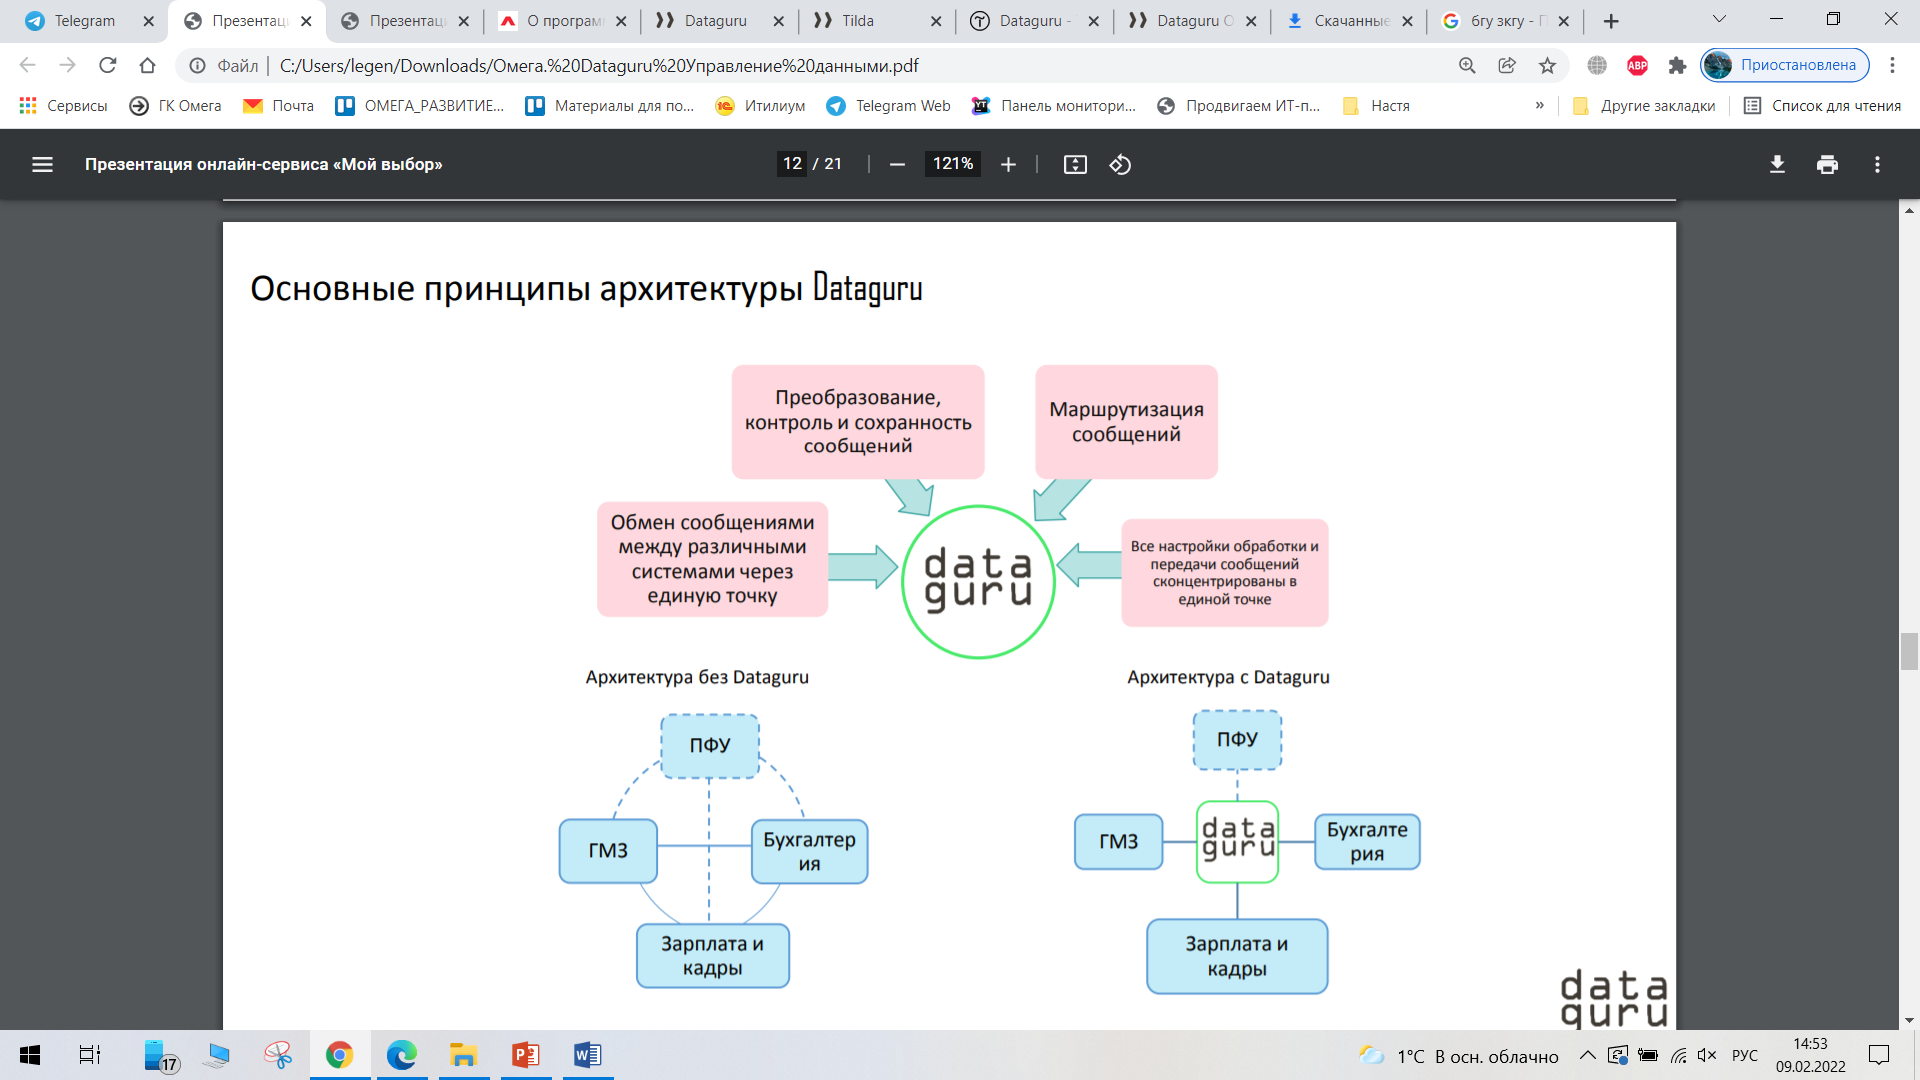 Telegram
Презентаци
Презентаци
О програм
Dataguru
Tilda
Dataguru -
Dataguru O
Скачанные
бгу зкгу - П
Файл
C:/Users/legen/Downloads/Омега.%20Dataguru%20Управление%20данными.pdf
ABP
Приостановлена
Сервисы
ГК Омега
Почта
ОМЕГА_РАЗВИТИЕ...
Материалы для по...
Итилиум
Telegram Web
Панель монитори...
Продвигаем ИТ-п...
Настя
»
Другие закладки
Список для чтения
Презентация онлайн-сервиса «Мой выбор»
12 / 21
121%
Основные принципы архитектуры Dataguru
Преобразование,
контроль и сохранность
сообщений
Маршрутизация
сообщений
Обмен сообщениями
между различными
системами через
единую точку
data
guru
Все настройки обработки и
передачи сообщений
сконцентрированы в
единой точке
Архитектура без Dataguru
ПФУ
ГМЗ
Бухгалтер
ия
Зарплата и
кадры
Архитектура с Dataguru
ПФУ
ГМЗ
data
guru
Бухгалте
рия
Зарплата и
кадры
data
guru
17
1°C В осн. облачно
РУС
14:53
09.02.2022